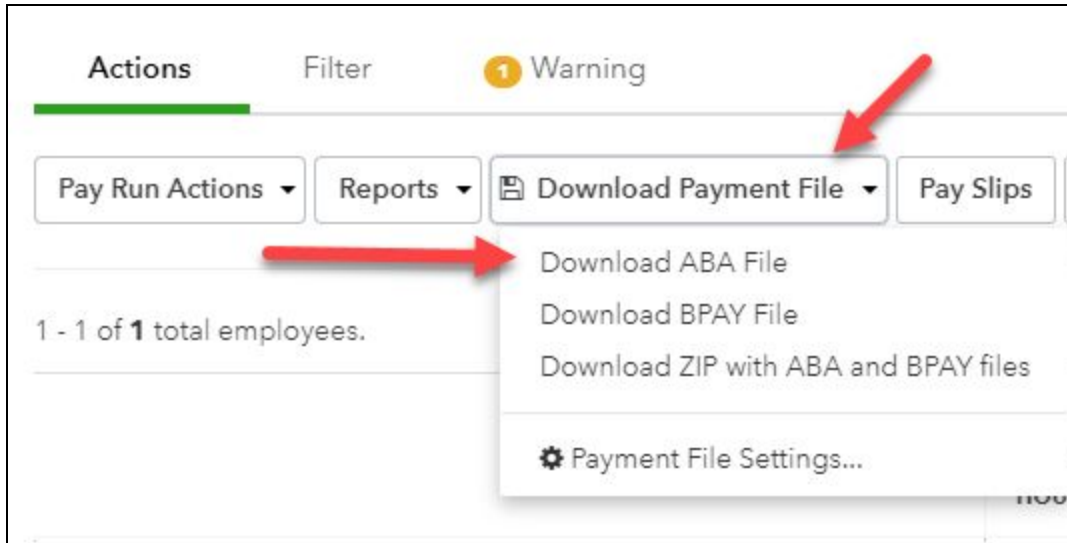 Actions Filter 1 Warning
Pay Run Actions Reports Download Payment File Pay Slips
Download ABA File
Download BPAY File
1 - 1 of 1 total employees.
Download ZIP with ABA and BPAY files
Payment File Settings...